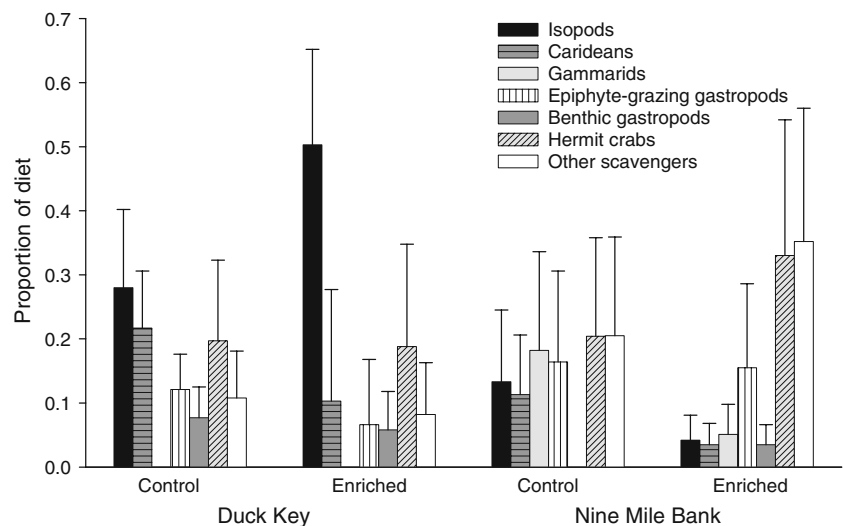 0.7
0.6
0.5
0.4
0.3
0.2
0.1
0.0
Proportion of diet
Isopods
Carideans
Gammarids
Epiphyte-grazing gastropods
Benthic gastropods
Hermit crabs
Other scavengers
Control Enriched Control Enriched
Duck Key Nine Mile Bank